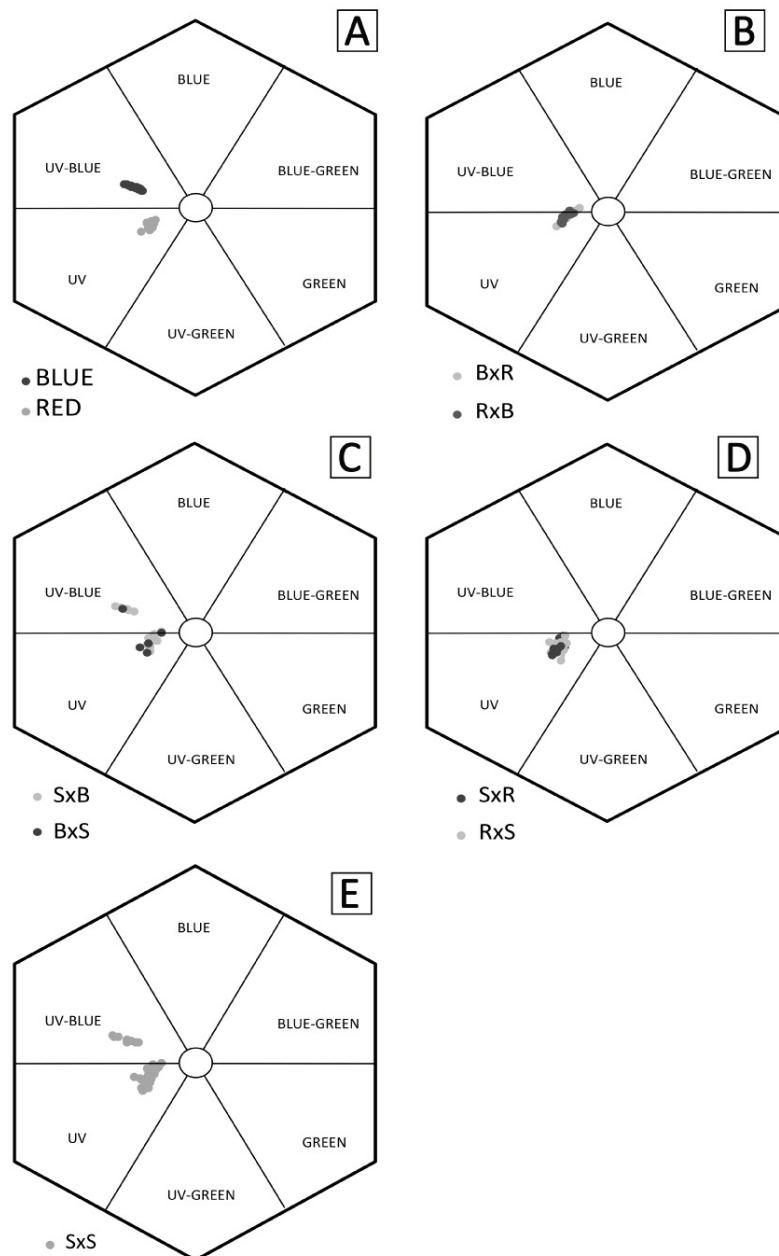 A
BLUE
UV-BLUE
BLUE-GREEN
UV
GREEN
UV-GREEN
BLUE
RED
B
BLUE
UV-BLUE
BLUE-GREEN
UV
GREEN
UV-GREEN
BxR
RxB
C
BLUE
UV-BLUE
BLUE-GREEN
UV
GREEN
UV-GREEN
SxB
BxS
D
BLUE
UV-BLUE
BLUE-GREEN
UV
GREEN
UV-GREEN
SxR
RxS
E
BLUE
UV-BLUE
BLUE-GREEN
UV
GREEN
UV-GREEN
SxS